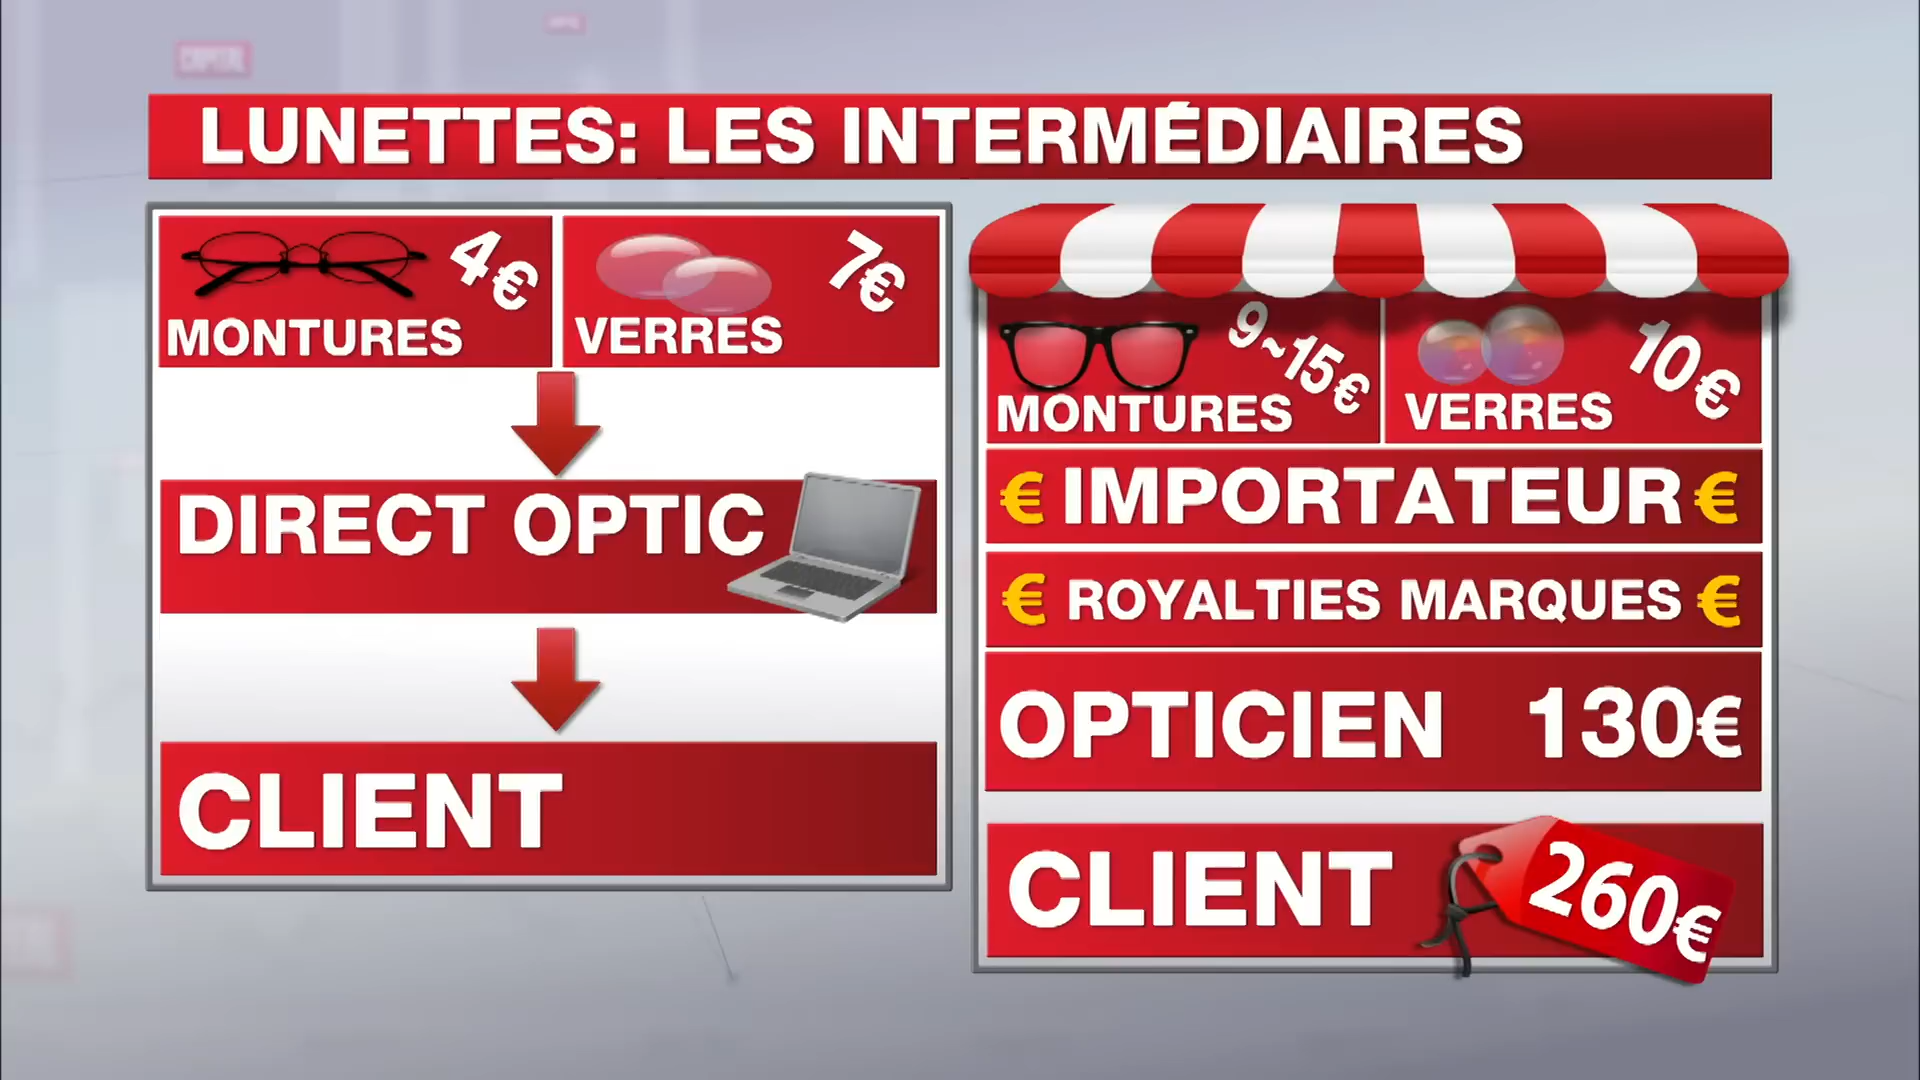 CAPITAL
LUNETTES: LES INTERMÉDIAIRES
4€
MONTURES
7€
VERRES
DIRECT OPTIC
CLIENT
9~15€
MONTURES
10€
VERRES
€ IMPORTATEUR €
€ ROYALTIES MARQUES €
OPTICIEN 130€
CLIENT 260€